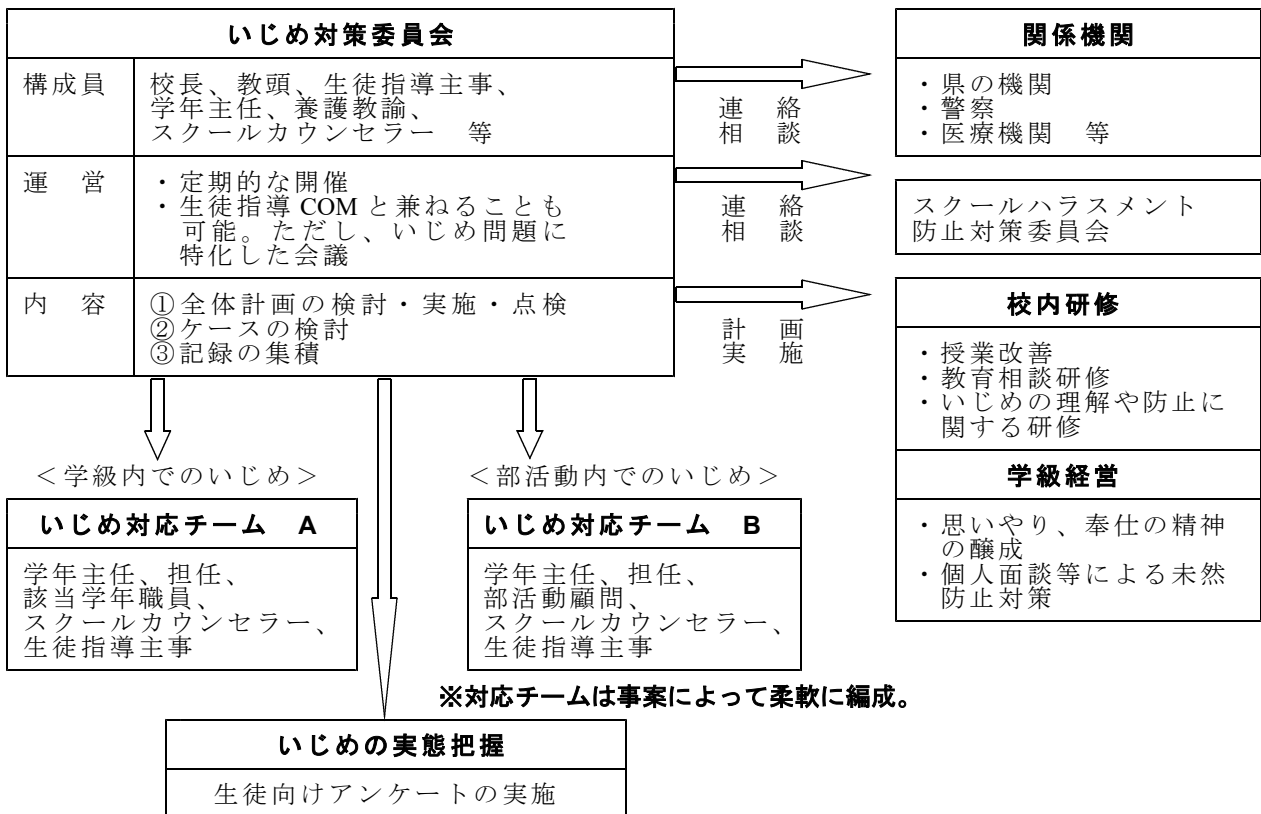 いじめ対策委員会
構成員
校長、教頭、生徒指導主事、
学年主任、養護教諭、
スクールカウンセラー 等
運 営
・定期的な開催
・生徒指導 COM と兼ねることも
可能。ただし、いじめ問題に
特化した会議
内 容
①全体計画の検討・実施・点検
②ケースの検討
③記録の集積
連 絡
相 談
連 絡
相 談
計 画
実 施
関係機関
・県の機関
・警察
・医療機関 等
スクールハラスメント
防止対策委員会
校内研修
・授業改善
・教育相談研修
・いじめの理解や防止に
関する研修
学級経営
・思いやり、奉仕の精神
の醸成
・個人面談等による未然
防止対策
<学級内でのいじめ>
いじめ対応チーム A
学年主任、担任、
該当学年職員、
スクールカウンセラー、
生徒指導主事
<部活動内でのいじめ>
いじめ対応チーム B
学年主任、担任、
部活動顧問、
スクールカウンセラー、
生徒指導主事
※対応チームは事案によって柔軟に編成。
いじめの実態把握
生徒向けアンケートの実施